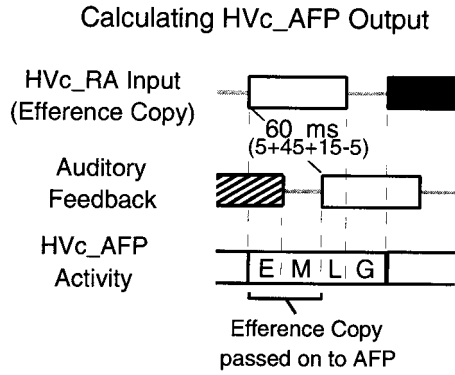 Calculating HVc_AFP Output
HVc_RA Input
(Efference Copy)
60 ms
(5+45+15-5)
Auditory
Feedback
HVc_AFP
Activity
E M L G
Efference Copy
passed on to AFP